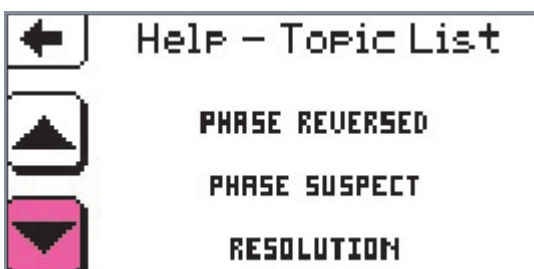 Help – Topic List
PHASE REVERSED
PHASE SUSPECT
RESOLUTION